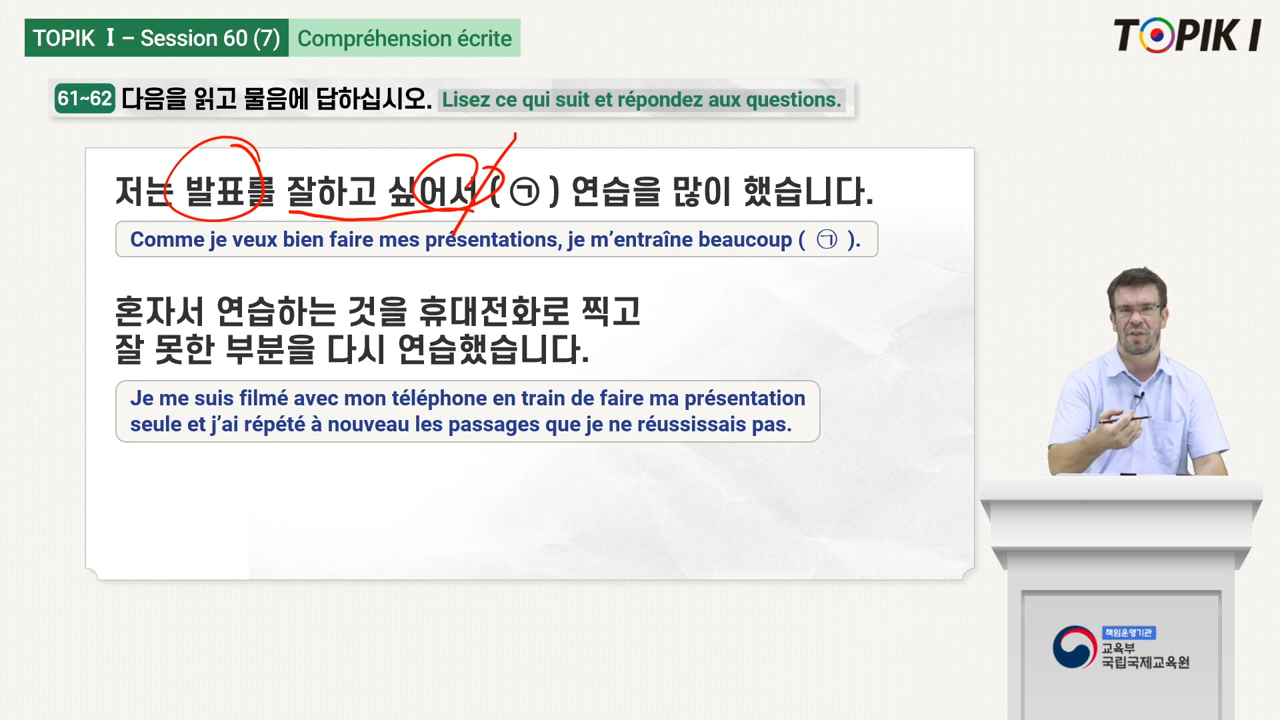 TOPIK Ⅰ – Session 60 (7) Compréhension écrite
TOPIK I
61~62 다음을 읽고 물음에 답하십시오. Lisez ce qui suit et répondez aux questions.
저는 발표를 잘하고 싶어서 ( ㉠ ) 연습을 많이 했습니다.
Comme je veux bien faire mes présentations, je m’entraîne beaucoup ( ㉠ ).
혼자서 연습하는 것을 휴대전화로 찍고
잘 못한 부분을 다시 연습했습니다.
Je me suis filmé avec mon téléphone en train de faire ma présentation
seule et j’ai répété à nouveau les passages que je ne réussissais pas.
책임운영기관
교육부
국립국제교육원